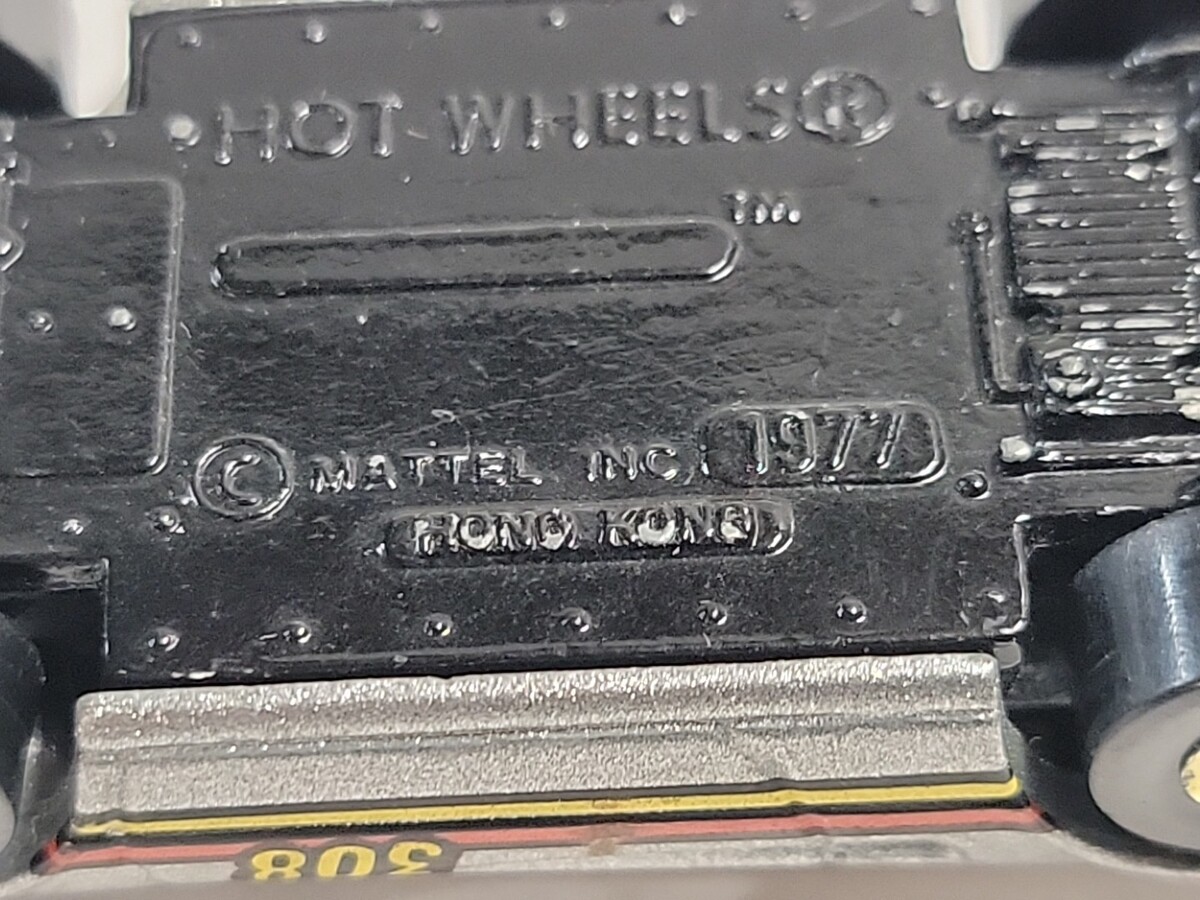 HOT WHEELS®
™
© MATTEL INC 1977
HONG KONG
308